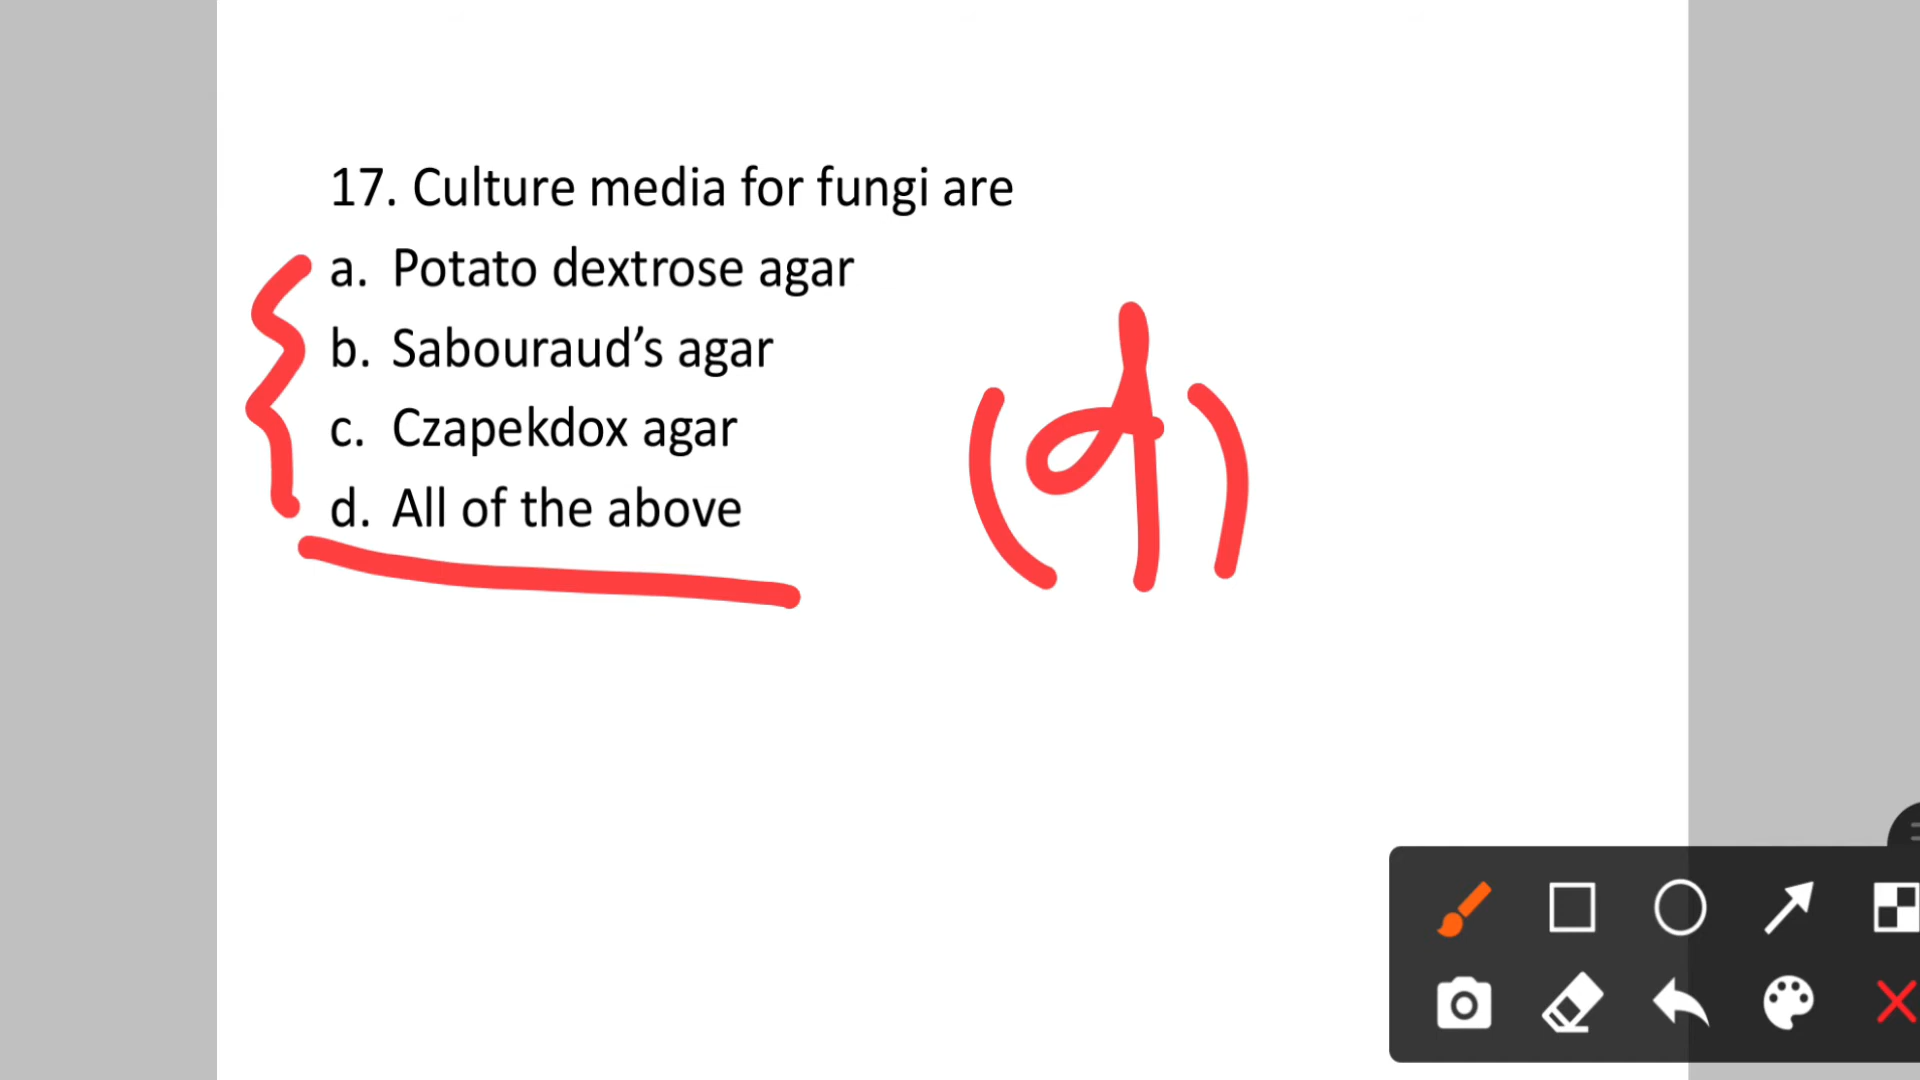 17. Culture media for fungi are
a. Potato dextrose agar
b. Sabouraud’s agar
c. Czapekdox agar
d. All of the above
(d)